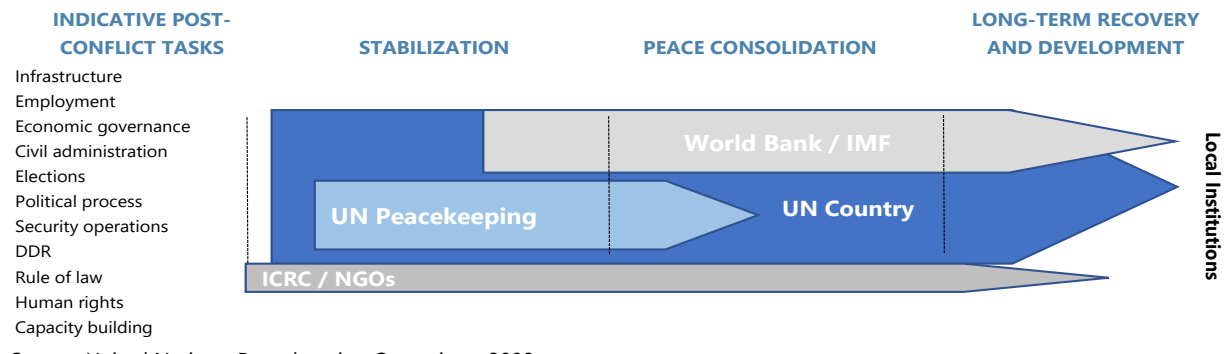 INDICATIVE POST-
CONFLICT TASKS
STABILIZATION
PEACE CONSOLIDATION
LONG-TERM RECOVERY
AND DEVELOPMENT
Infrastructure
Employment
Economic governance
Civil administration
Elections
Political process
Security operations
DDR
Rule of law
Human rights
Capacity building
World Bank / IMF
UN Peacekeeping
UN Country
ICRC / NGOs
Local Institutions